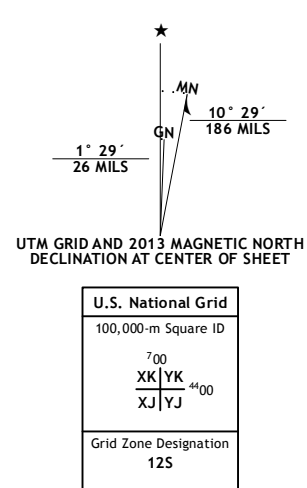 ★
MN
GN
10° 29´
186 MILS
1° 29´
26 MILS
UTM GRID AND 2013 MAGNETIC NORTH
DECLINATION AT CENTER OF SHEET
U.S. National Grid
100,000-m Square ID
⁷00
XK YK
⁴⁴00
XJ YJ
Grid Zone Designation
12S